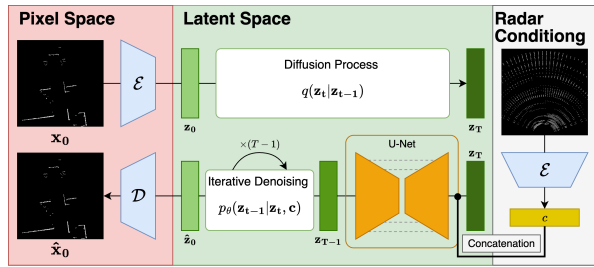 Pixel Space
Latent Space
Radar
Conditiong
ℰ
Diffusion Process
q(z_t|z_{t−1})
x_0
z_0
z_T
×(T − 1)
U-Net
z_T
Iterative Denoising
p_θ(z_{t−1}|z_t, c)
ℰ
𝒟
c
x̂_0
ẑ_0
z_{T−1}
Concatenation